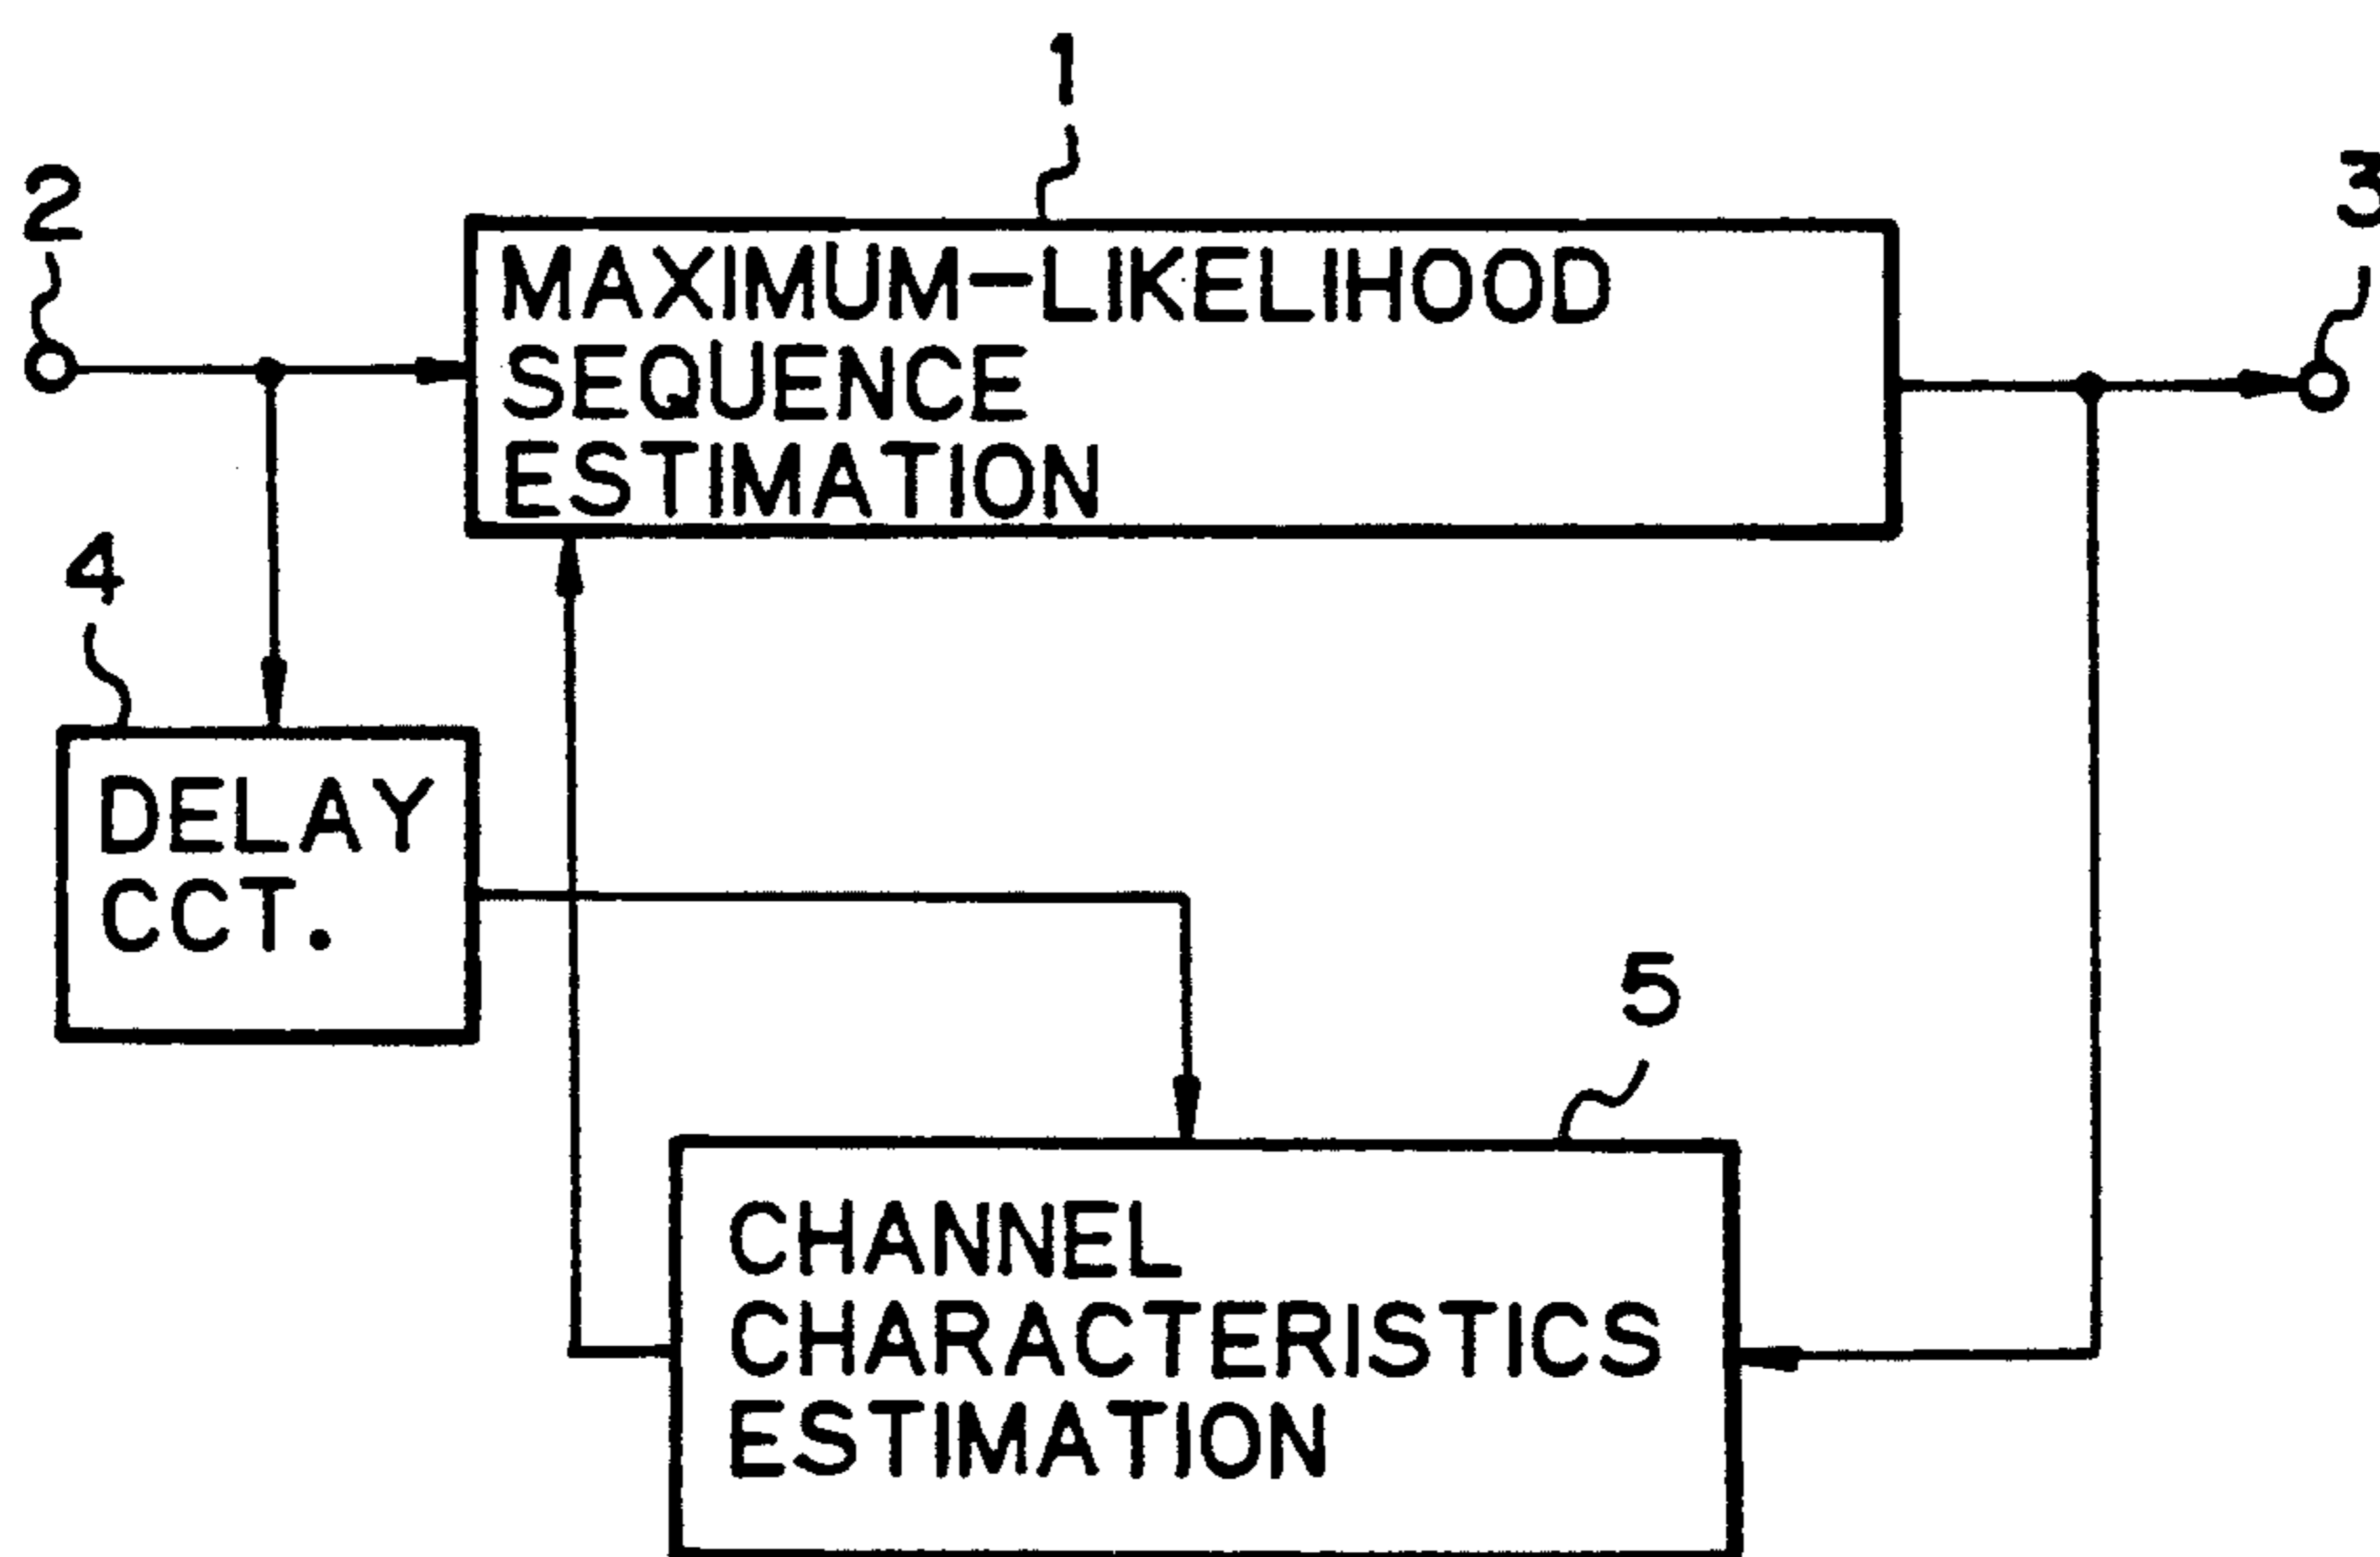 1
2
3
MAXIMUM-LIKELIHOOD
SEQUENCE
ESTIMATION
4
DELAY
CCT.
5
CHANNEL
CHARACTERISTICS
ESTIMATION